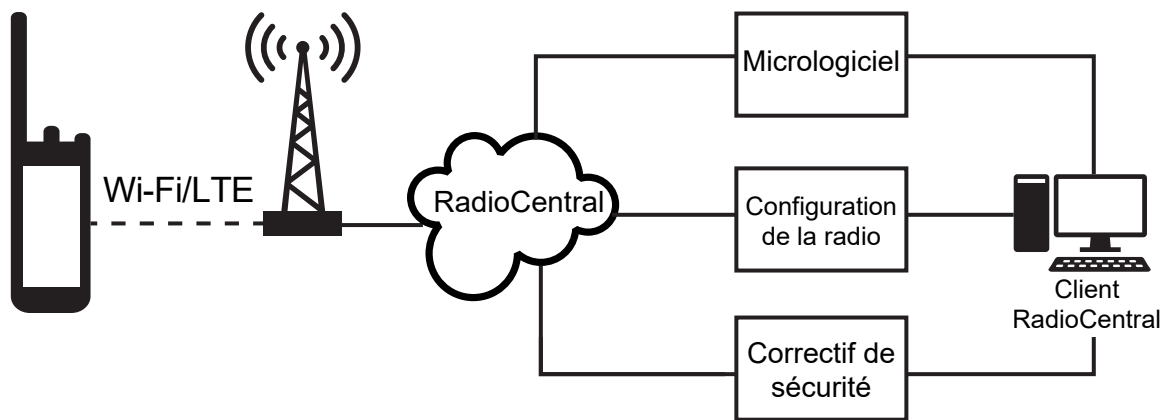 Micrologiciel
Wi-Fi/LTE
RadioCentral
Configuration
de la radio
Client
RadioCentral
Correctif de
sécurité